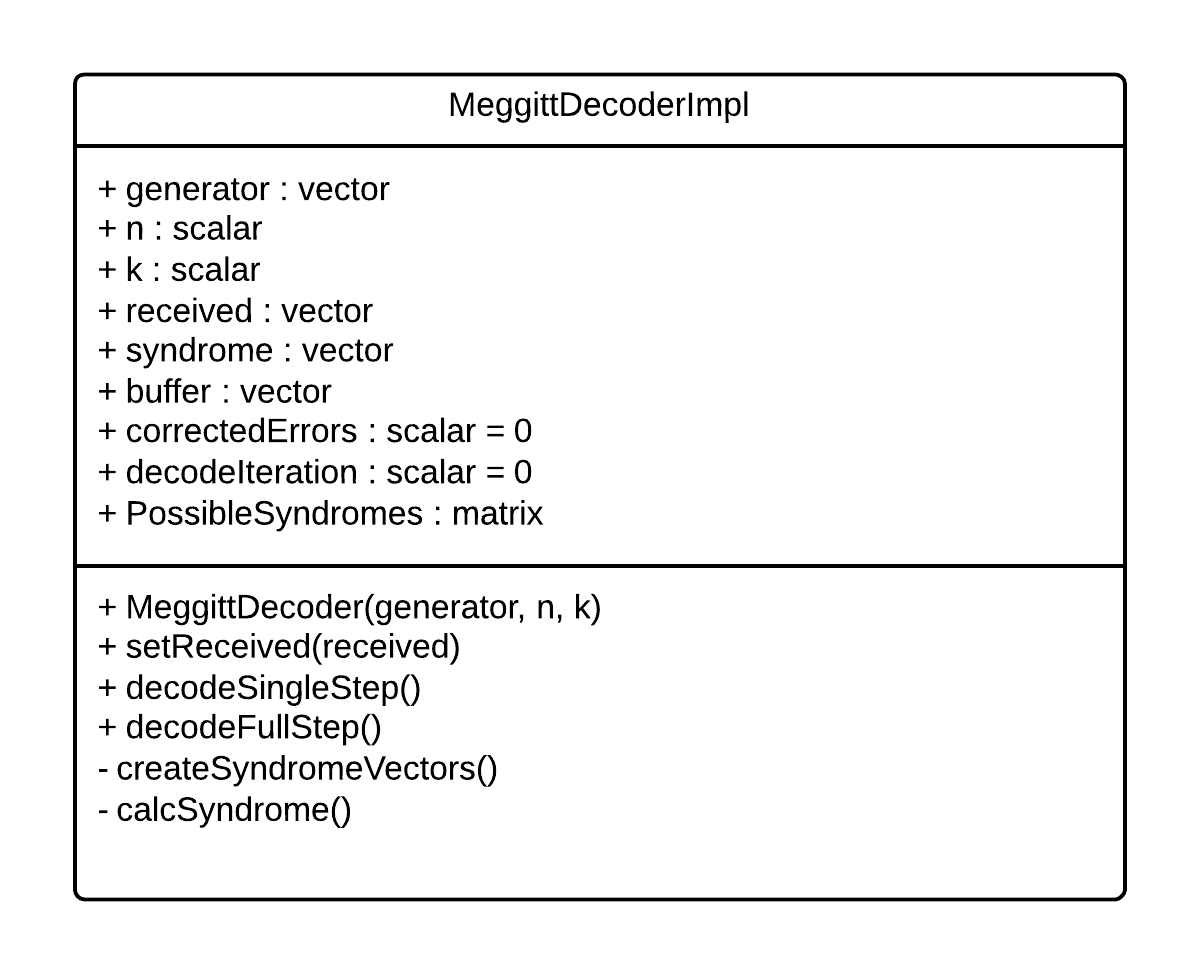 MeggittDecoderImpl
+ generator : vector
+ n : scalar
+ k : scalar
+ received : vector
+ syndrome : vector
+ buffer : vector
+ correctedErrors : scalar = 0
+ decodeIteration : scalar = 0
+ PossibleSyndromes : matrix
+ MeggittDecoder(generator, n, k)
+ setReceived(received)
+ decodeSingleStep()
+ decodeFullStep()
- createSyndromeVectors()
- calcSyndrome()